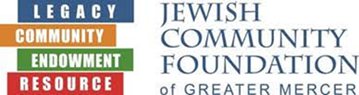 LEGACY
COMMUNITY
ENDOWMENT
RESOURCE
JEWISH
COMMUNITY
FOUNDATION
of GREATER MERCER